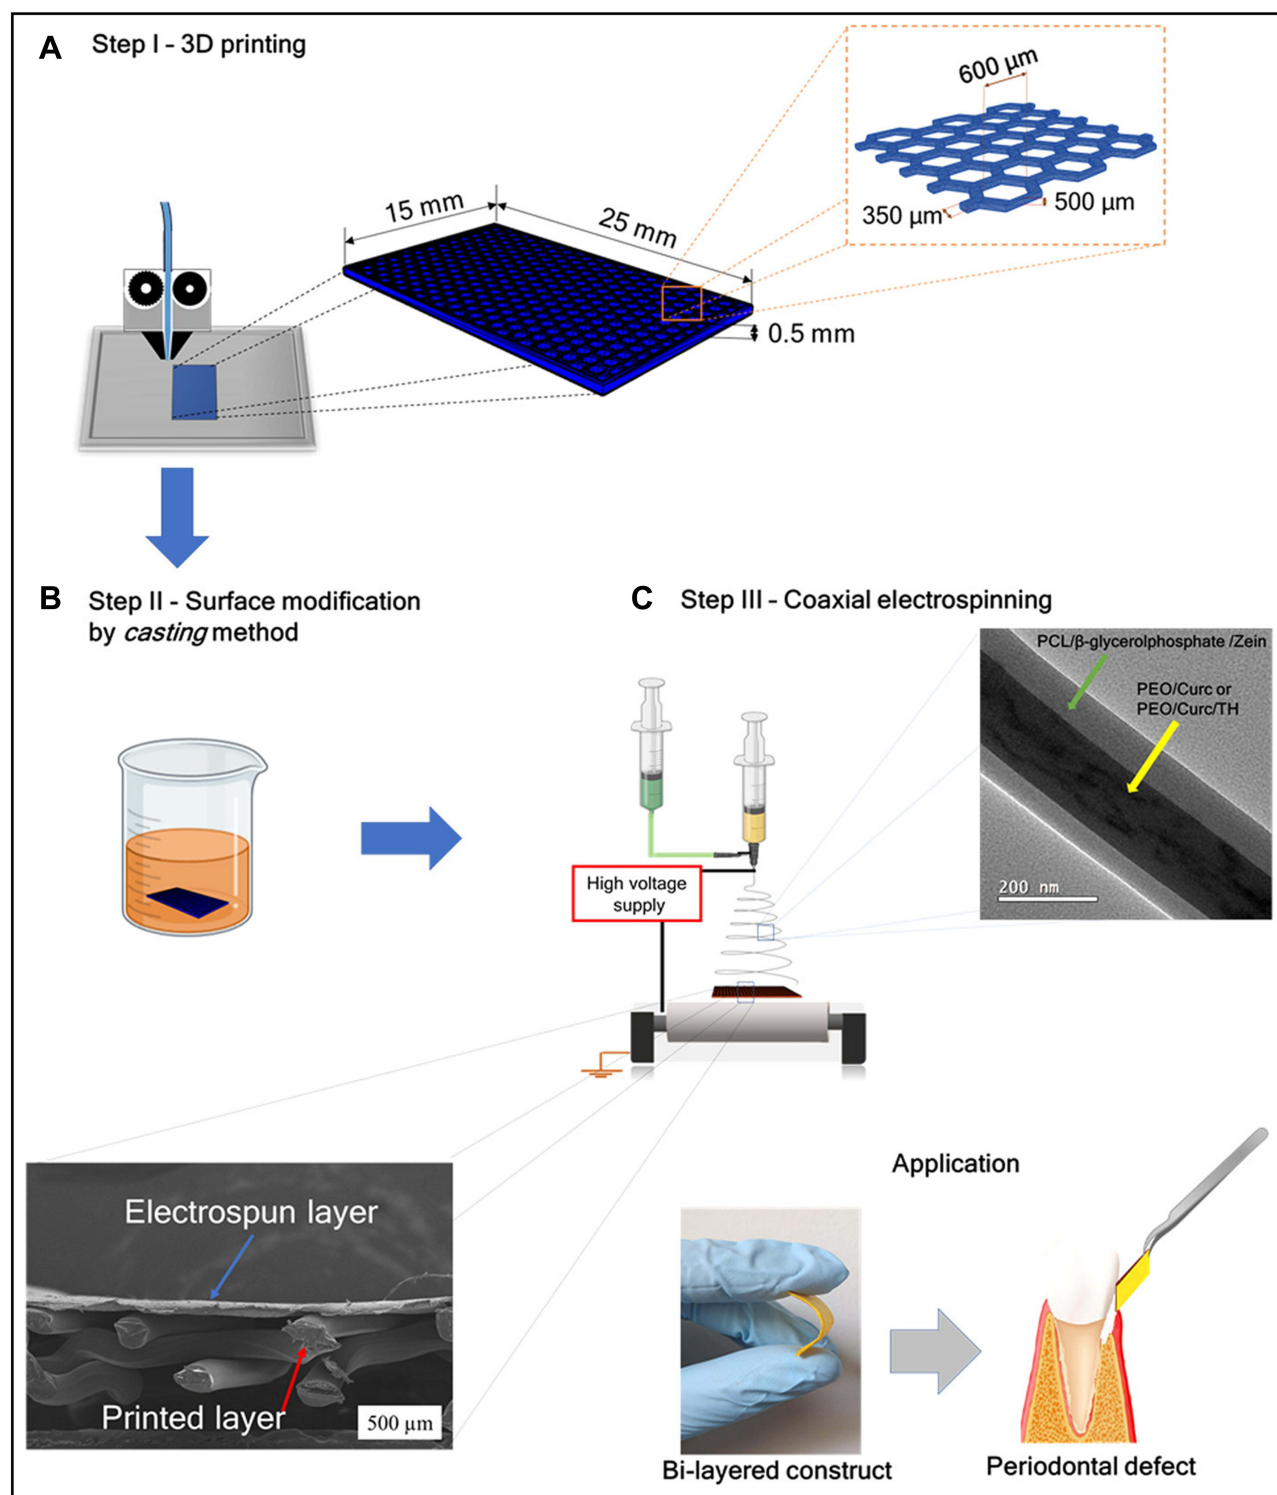 A Step I – 3D printing
600 µm
350 µm
500 µm
15 mm
25 mm
0.5 mm
B Step II - Surface modification
by casting method
C Step III – Coaxial electrospinning
PCL/β-glycerolphosphate /Zein
PEO/Curc or
PEO/Curc/TH
200 nm
High voltage
supply
Electrospun layer
Printed layer
500 µm
Application
Bi-layered construct
Periodontal defect